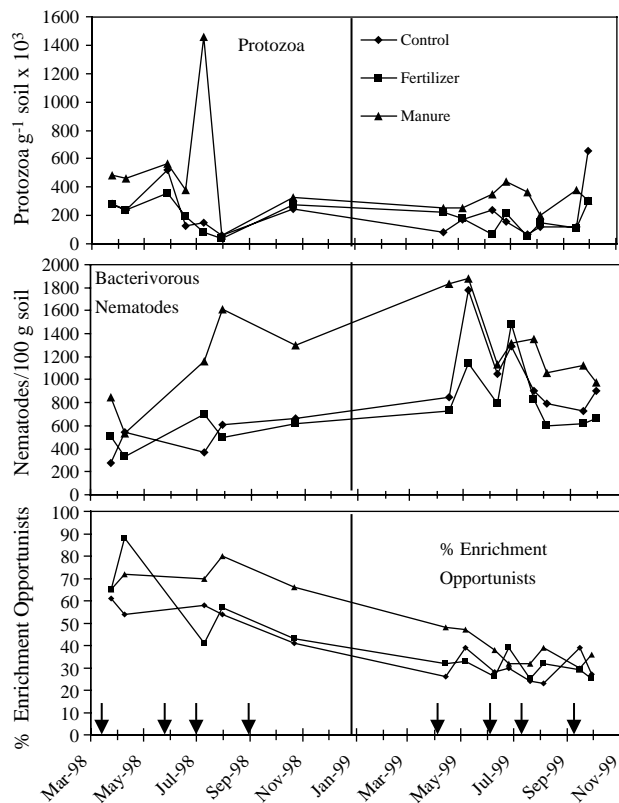 1600
1400
1200
1000
800
600
400
200
0
Protozoa g⁻¹ soil x 10³
Protozoa
Control
Fertilizer
Manure
2000
1800
1600
1400
1200
1000
800
600
400
200
0
Nematodes/100 g soil
Bacterivorous
Nematodes
100
90
80
70
60
50
40
30
20
10
0
% Enrichment Opportunists
% Enrichment
Opportunists
Mar-98
May-98
Jul-98
Sep-98
Nov-98
Jan-99
Mar-99
May-99
Jul-99
Sep-99
Nov-99